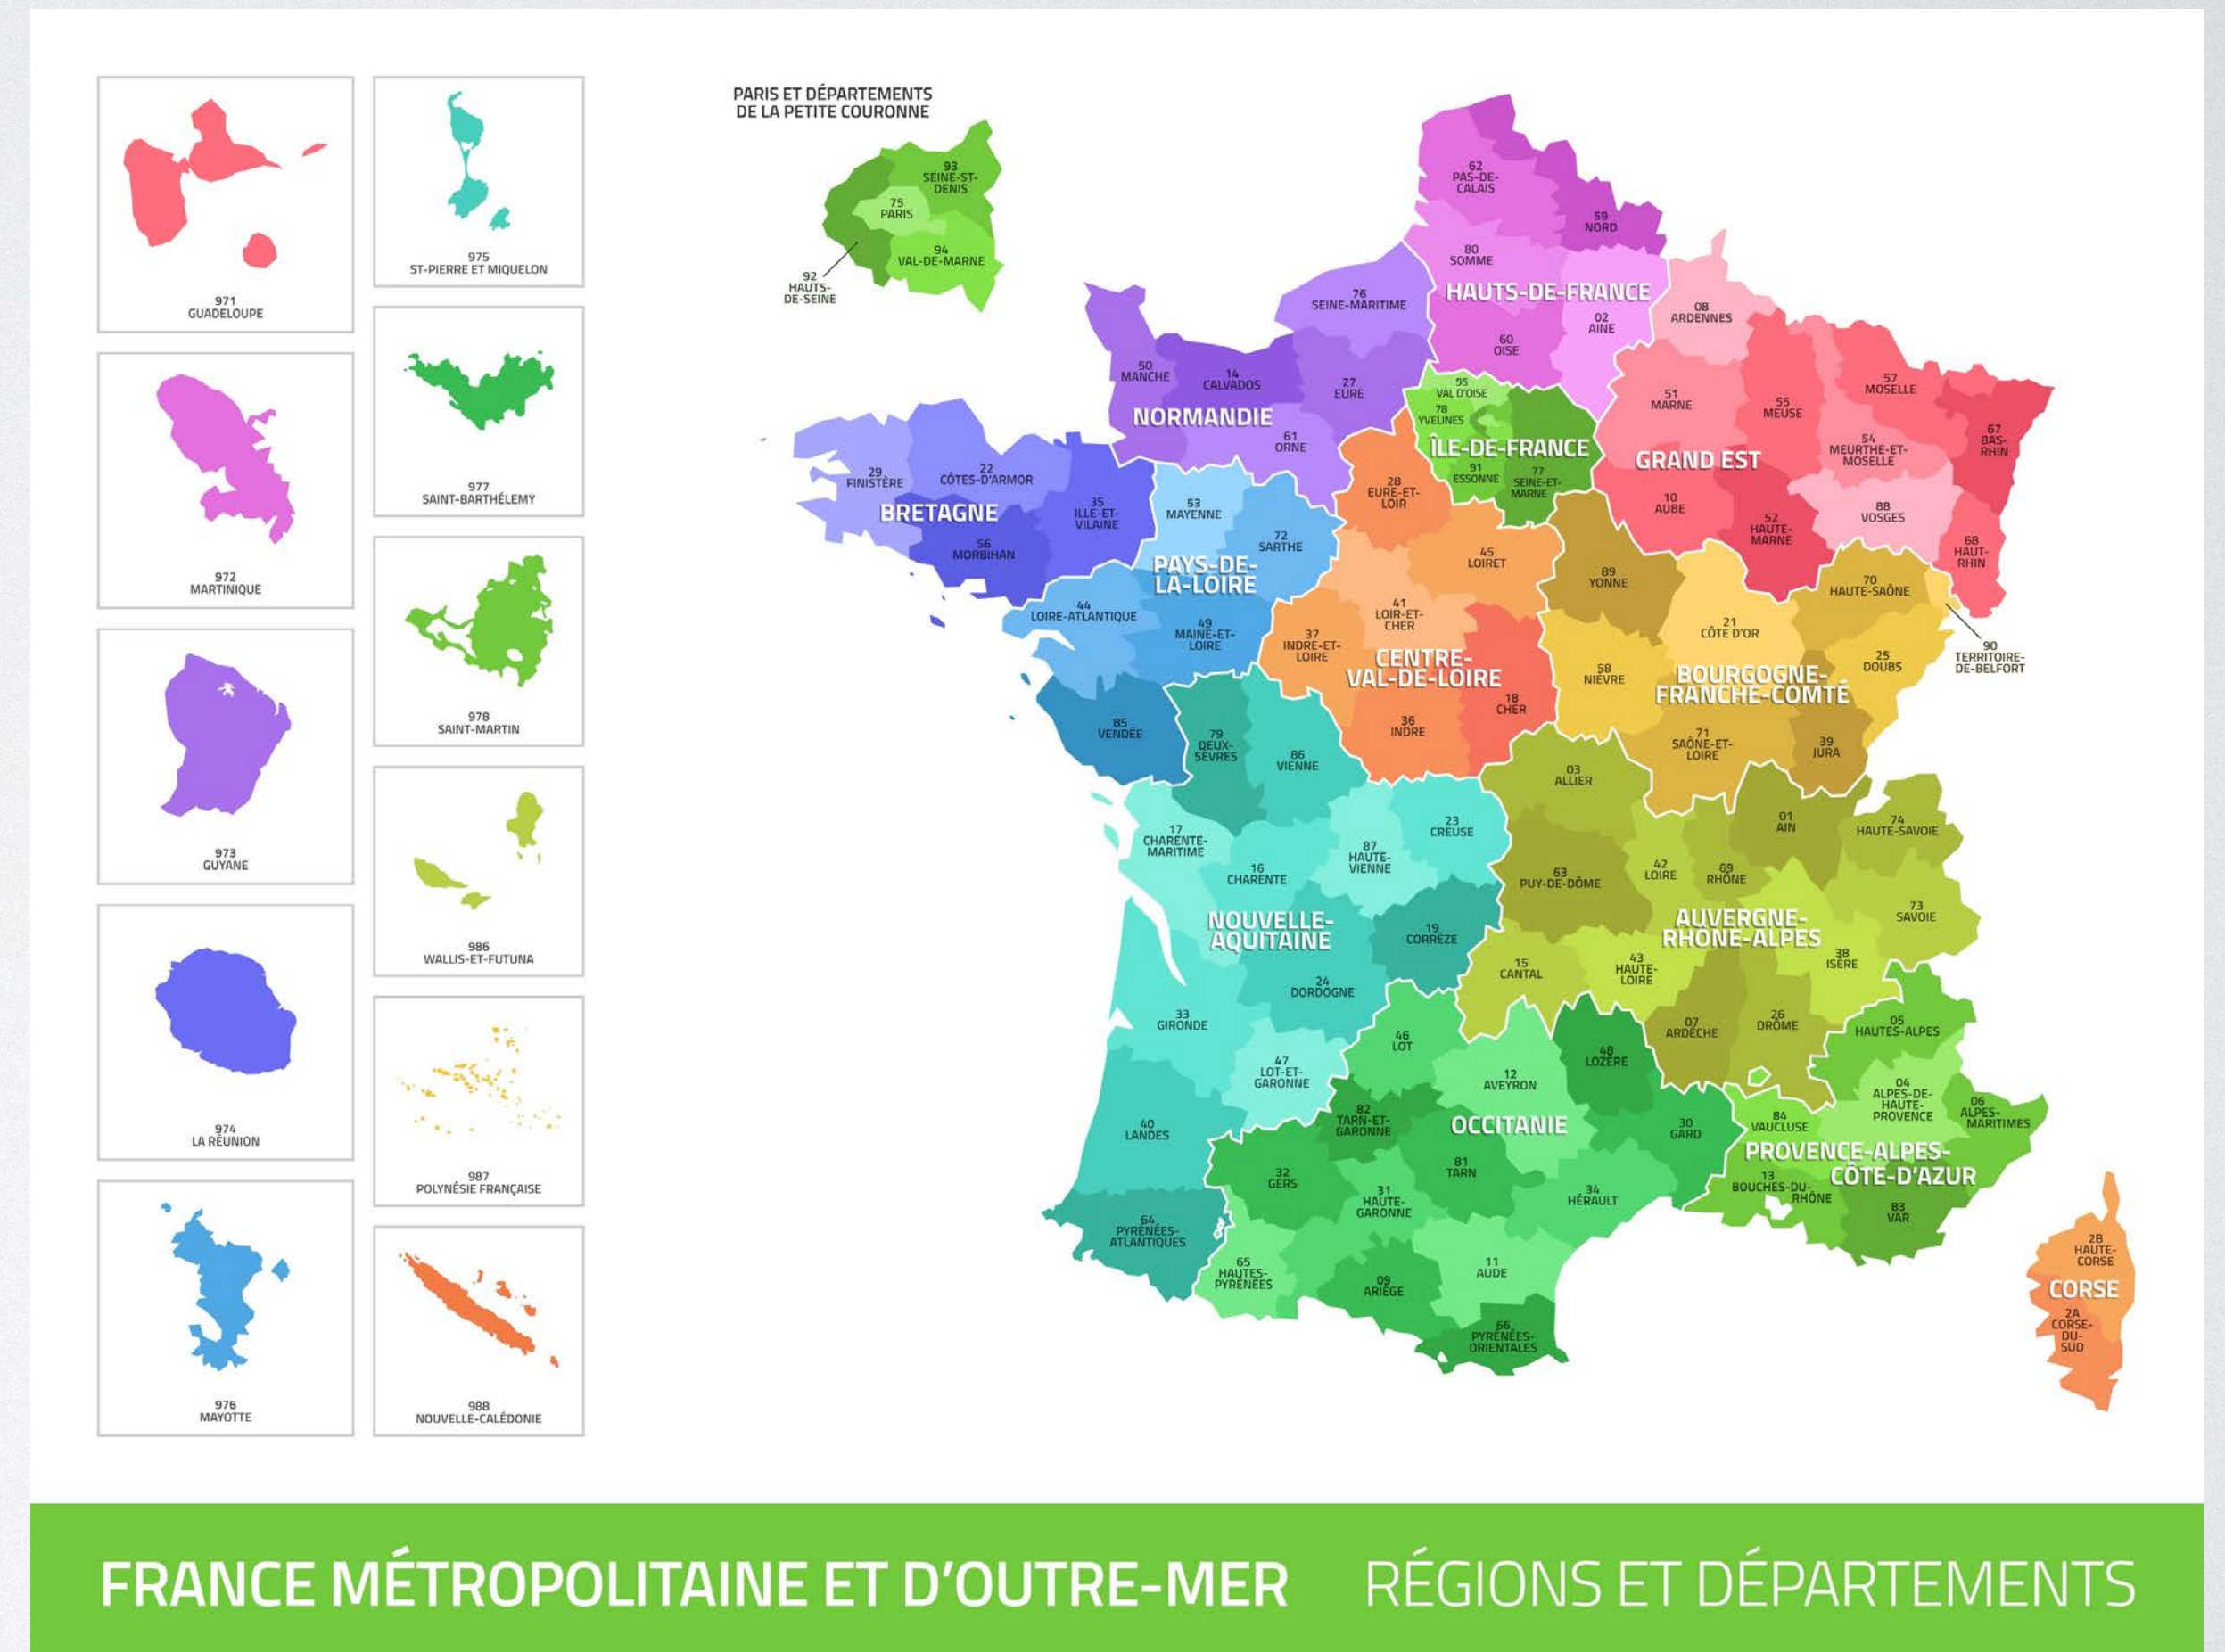 971
GUADELOUPE
972
MARTINIQUE
973
GUYANE
974
LA RÉUNION
976
MAYOTTE
975
ST-PIERRE ET MIQUELON
977
SAINT-BARTHÉLEMY
978
SAINT-MARTIN
986
WALLIS-ET-FUTUNA
987
POLYNÉSIE FRANÇAISE
988
NOUVELLE-CALÉDONIE
PARIS ET DÉPARTEMENTS
DE LA PETITE COURONNE
93
SEINE-ST-
DENIS
75
PARIS
94
VAL-DE-MARNE
92
HAUTS-
DE-SEINE
62
PAS-DE-
CALAIS
59
NORD
80
SOMME
HAUTS-DE-FRANCE
02
AINE
60
OISE
76
SEINE-MARITIME
50
MANCHE
14
CALVADOS
27
EURE
NORMANDIE
61
ORNE
95
VAL D'OISE
78
YVELINES
ÎLE-DE-FRANCE
91
ESSONNE
77
SEINE-ET-
MARNE
08
ARDENNES
51
MARNE
55
MEUSE
57
MOSELLE
54
MEURTHE-ET-
MOSELLE
67
BAS-
RHIN
GRAND EST
10
AUBE
52
HAUTE-
MARNE
88
VOSGES
68
HAUT-
RHIN
29
FINISTÈRE
22
CÔTES-D'ARMOR
35
ILLE-ET-
VILAINE
BRETAGNE
56
MORBIHAN
53
MAYENNE
72
SARTHE
PAYS-DE-
LA-LOIRE
44
LOIRE-ATLANTIQUE
49
MAINE-ET-
LOIRE
85
VENDÉE
28
EURE-ET-
LOIR
45
LOIRET
41
LOIR-ET-
CHER
37
INDRE-ET-
LOIRE
CENTRE-
VAL-DE-LOIRE
18
CHER
36
INDRE
89
YONNE
70
HAUTE-SAÔNE
21
CÔTE D'OR
90
TERRITOIRE-
DE-BELFORT
58
NIÈVRE
25
DOUBS
BOURGOGNE-
FRANCHE-COMTÉ
71
SAÔNE-ET-
LOIRE
39
JURA
79
DEUX-
SÈVRES
86
VIENNE
17
CHARENTE-
MARITIME
16
CHARENTE
87
HAUTE-
VIENNE
23
CREUSE
NOUVELLE-
AQUITAINE
19
CORRÈZE
24
DORDOGNE
33
GIRONDE
47
LOT-ET-
GARONNE
40
LANDES
64
PYRÉNÉES-
ATLANTIQUES
03
ALLIER
01
AIN
74
HAUTE-SAVOIE
63
PUY-DE-DÔME
42
LOIRE
69
RHÔNE
73
SAVOIE
AUVERGNE-
RHÔNE-ALPES
15
CANTAL
43
HAUTE-
LOIRE
38
ISÈRE
07
ARDÈCHE
26
DRÔME
46
LOT
12
AVEYRON
48
LOZÈRE
82
TARN-ET-
GARONNE
OCCITANIE
30
GARD
32
GERS
81
TARN
31
HAUTE-
GARONNE
34
HÉRAULT
65
HAUTES-
PYRÉNÉES
09
ARIÈGE
11
AUDE
66
PYRÉNÉES-
ORIENTALES
05
HAUTES-ALPES
04
ALPES-DE-
HAUTE-
PROVENCE
06
ALPES-
MARITIMES
84
VAUCLUSE
PROVENCE-ALPES-
CÔTE-D'AZUR
13
BOUCHES-DU-
RHÔNE
83
VAR
2B
HAUTE-
CORSE
CORSE
2A
CORSE-
DU-
SUD
FRANCE MÉTROPOLITAINE ET D'OUTRE-MER RÉGIONS ET DÉPARTEMENTS